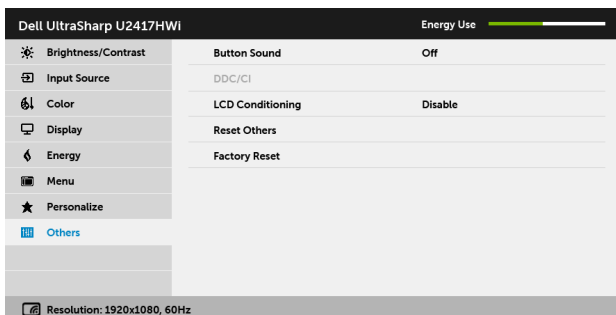 Dell UltraSharp U2417HWi
Energy Use
Brightness/Contrast
Button Sound
Off
Input Source
DDC/CI
Color
LCD Conditioning
Disable
Display
Reset Others
Energy
Factory Reset
Menu
Personalize
Others
Resolution: 1920x1080, 60Hz